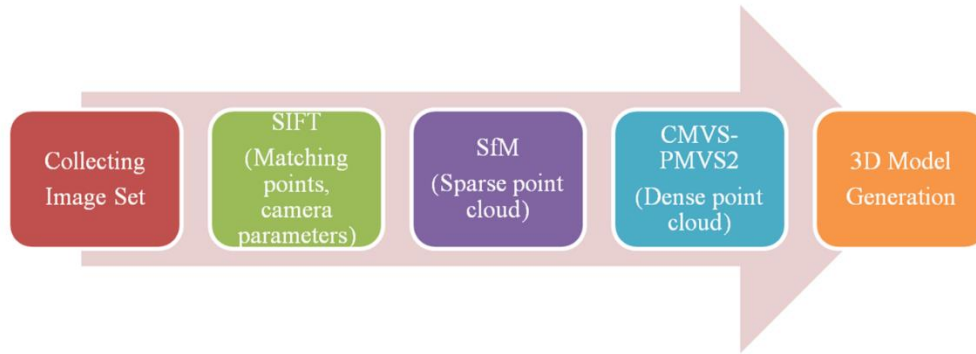 Collecting
Image Set
SIFT
(Matching
points,
camera
parameters)
SfM
(Sparse point
cloud)
CMVS-
PMVS2
(Dense point
cloud)
3D Model
Generation